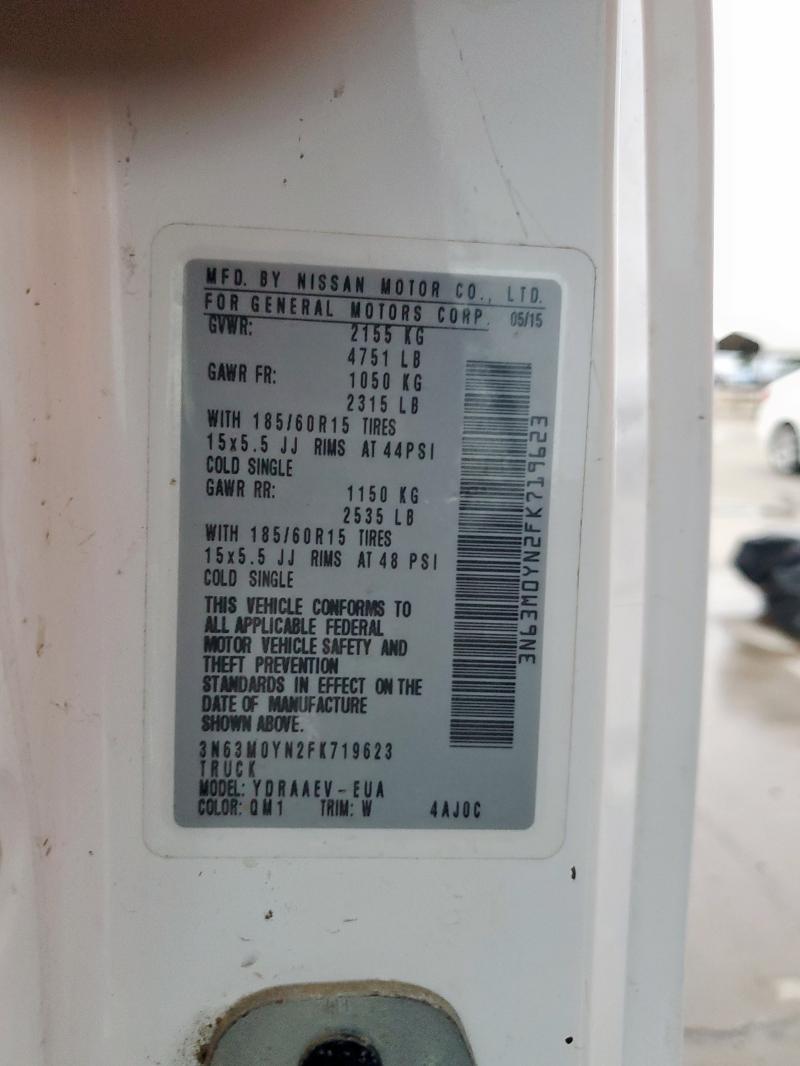 MFD. BY NISSAN MOTOR CO., LTD.
FOR GENERAL MOTORS CORP. 05/15
GVWR: 2155 KG
4751 LB
GAWR FR: 1050 KG
2315 LB
WITH 185/60R15 TIRES
15x5.5 JJ RIMS AT 44PSI
COLD SINGLE
GAWR RR: 1150 KG
2535 LB
WITH 185/60R15 TIRES
15x5.5 JJ RIMS AT 48 PSI
COLD SINGLE
THIS VEHICLE CONFORMS TO
ALL APPLICABLE FEDERAL
MOTOR VEHICLE SAFETY AND
THEFT PREVENTION
STANDARDS IN EFFECT ON THE
DATE OF MANUFACTURE
SHOWN ABOVE.
3N63M0YN2FK719623
TRUCK
MODEL: YDRAAEV-EUA
COLOR: QM1 TRIM: W 4AJ0C
3N63M0YN2FK719623